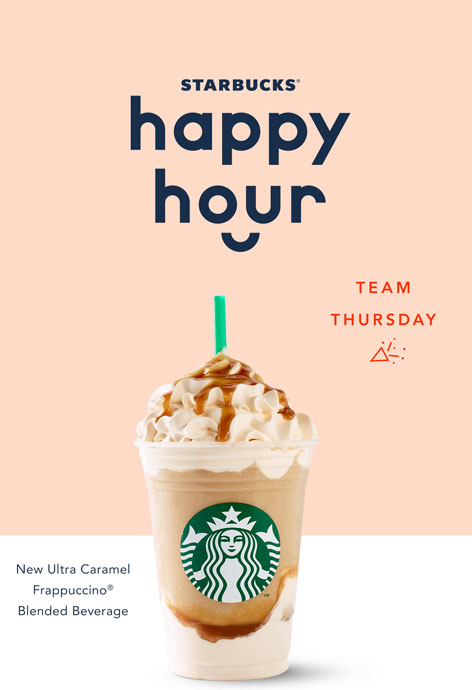 STARBUCKS®
happy
hour
TEAM
THURSDAY
New Ultra Caramel
Frappuccino®
Blended Beverage